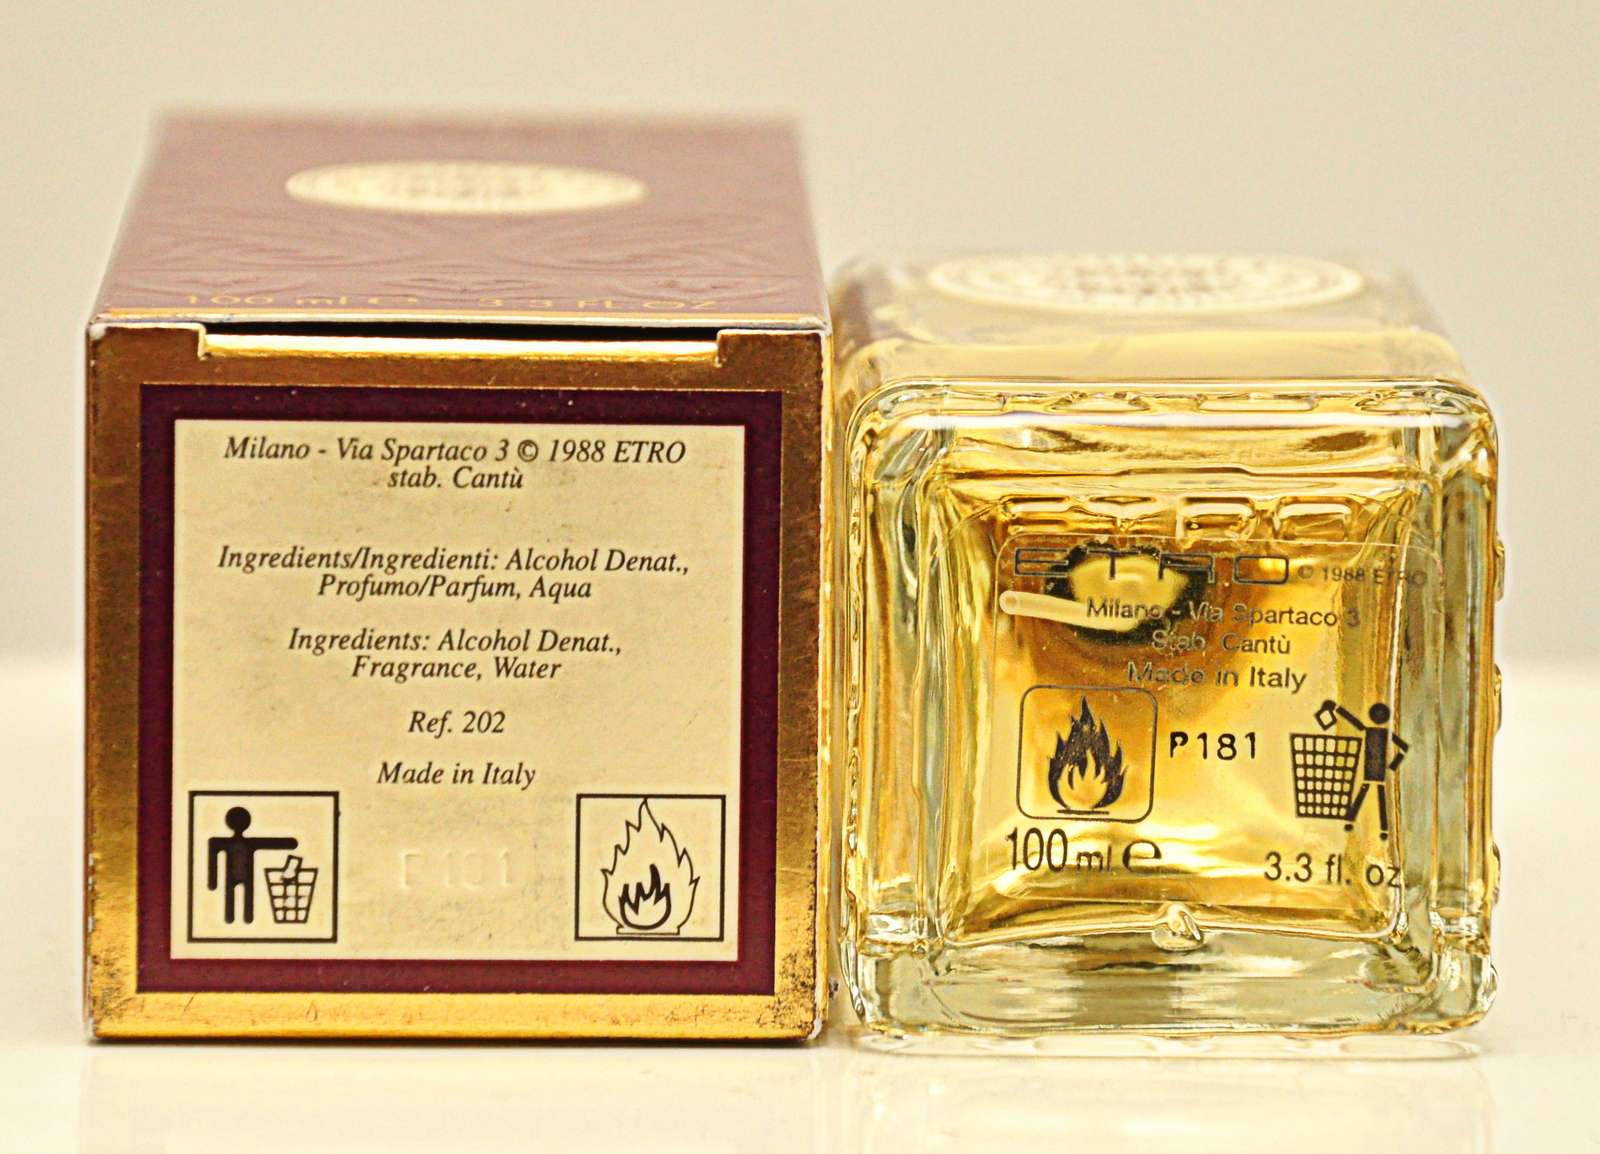 100 ml e 3.3 FL. OZ
Milano - Via Spartaco 3 © 1988 ETRO
stab. Cantù
Ingredients/Ingredienti: Alcohol Denat.,
Profumo/Parfum, Aqua
Ingredients: Alcohol Denat.,
Fragrance, Water
Ref. 202
Made in Italy
ETRO
ETRO © 1988 ETRO
Milano - Via Spartaco 3
Stab. Cantù
Made in Italy
P181
100 ml e 3.3 fl. oz